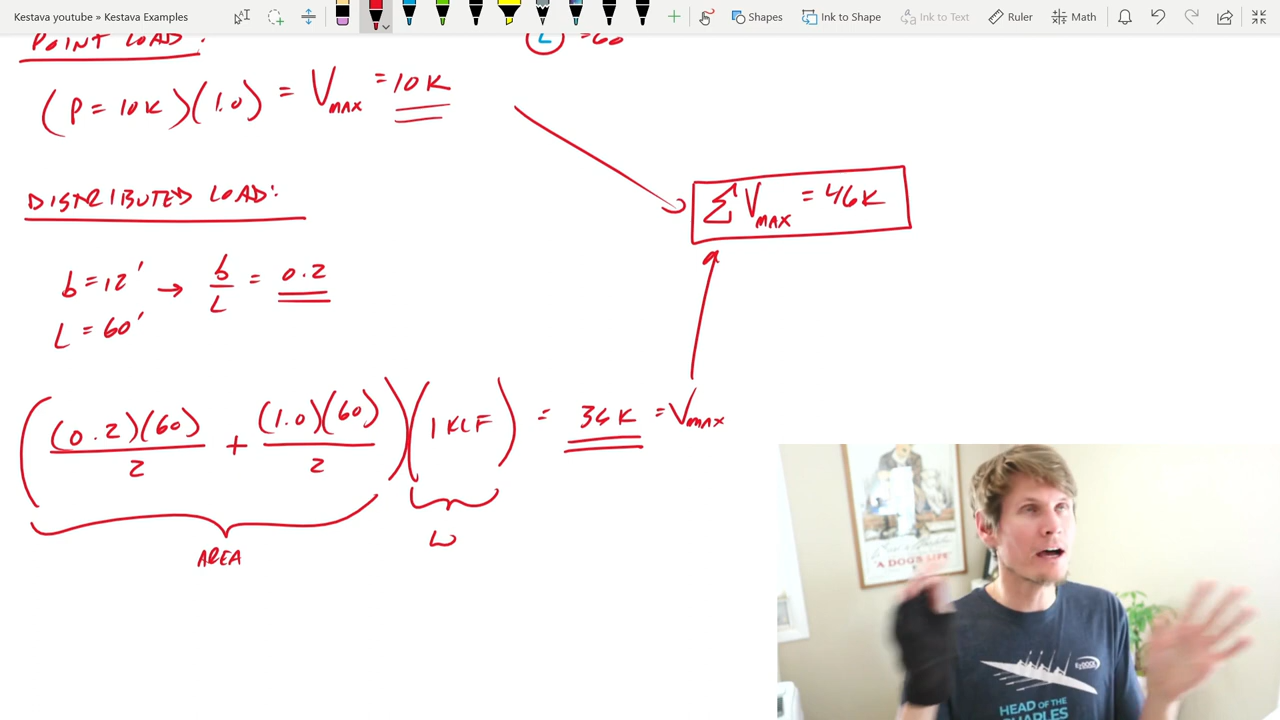 Kestava youtube » Kestava Examples
Shapes
Ink to Shape
Ink to Text
Ruler
Math
POINT LOAD:
L =60
(P = 10K)(1.0) = VMAX = 10K
DISTRIBUTED LOAD:
ΣVMAX = 46K
b = 12' → b/L = 0.2
L = 60'
((0.2)(60)/2 + (1.0)(60)/2)(1 KLF) = 36K = VMAX
AREA
W
A DOG'S LIFE
HEAD OF THE
CHARLES